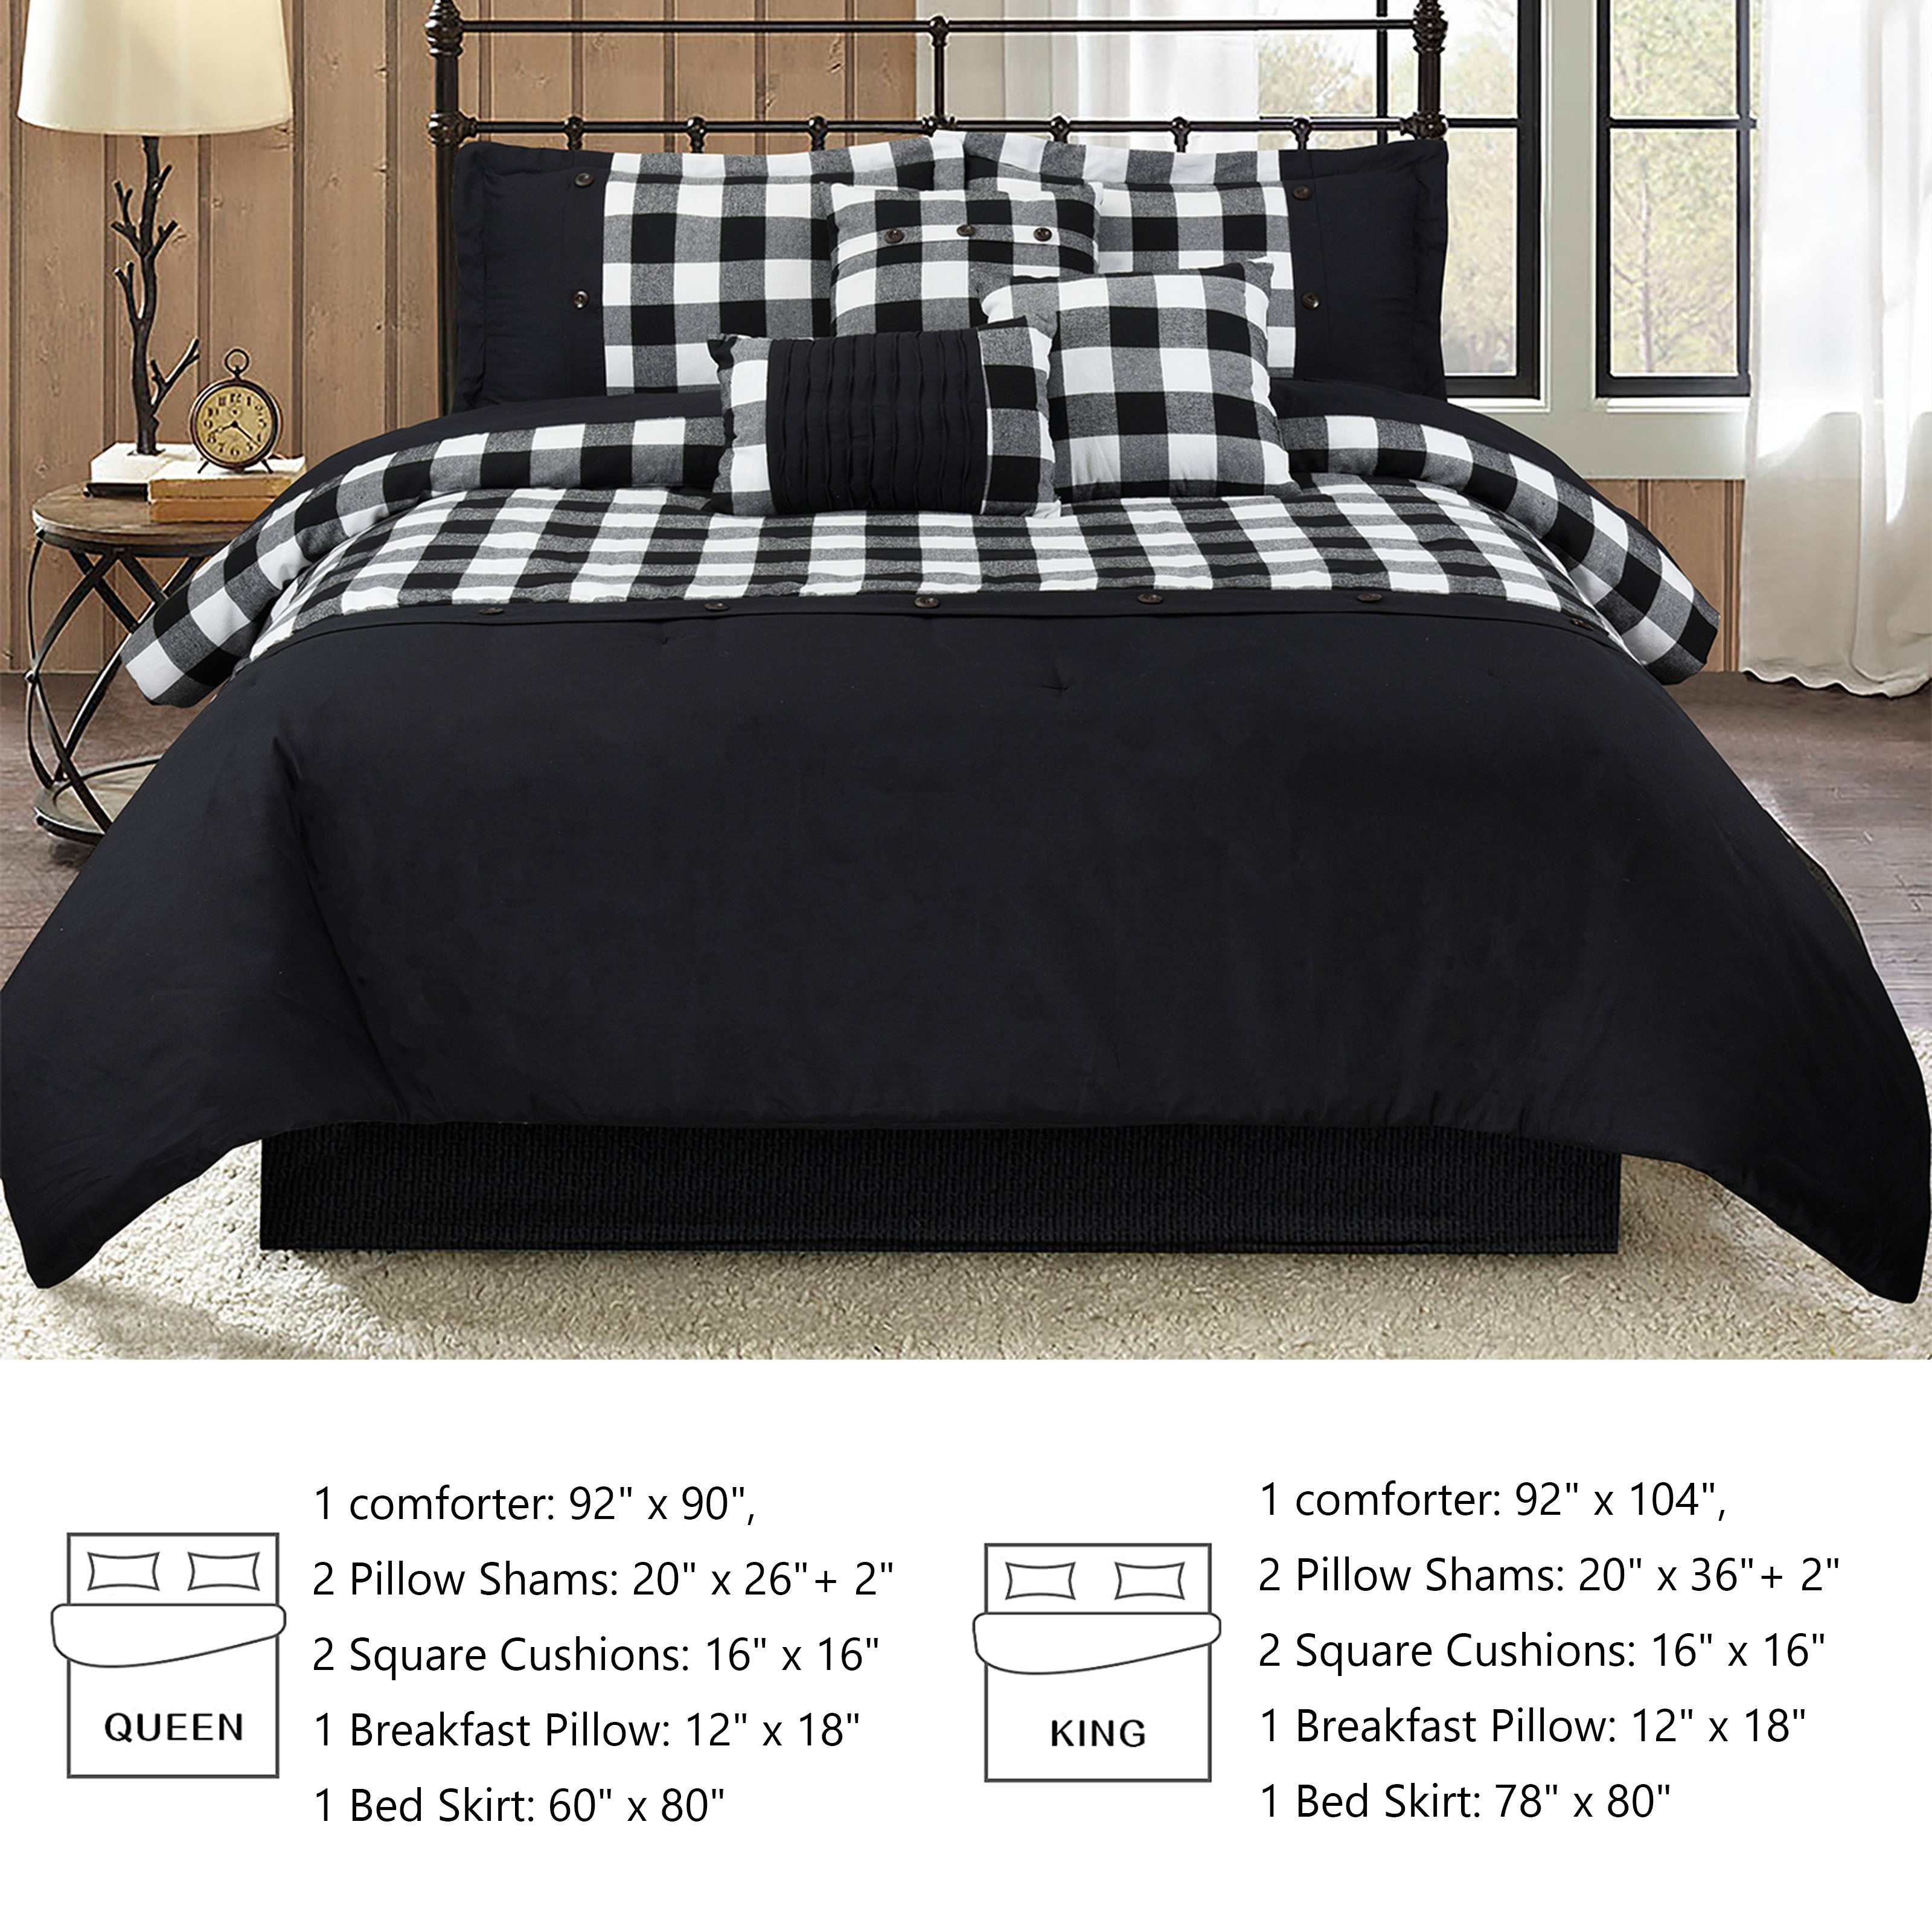 1 comforter: 92" x 90",
2 Pillow Shams: 20" x 26"+ 2"
2 Square Cushions: 16" x 16"
1 Breakfast Pillow: 12" x 18"
1 Bed Skirt: 60" x 80"
QUEEN
1 comforter: 92" x 104",
2 Pillow Shams: 20" x 36"+ 2"
2 Square Cushions: 16" x 16"
1 Breakfast Pillow: 12" x 18"
1 Bed Skirt: 78" x 80"
KING